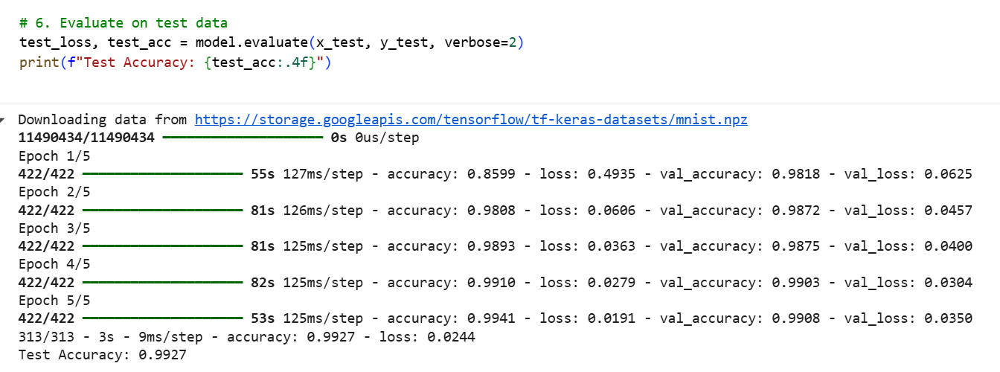 # 6. Evaluate on test data
test_loss, test_acc = model.evaluate(x_test, y_test, verbose=2)
print(f"Test Accuracy: {test_acc:.4f}")
Downloading data from https://storage.googleapis.com/tensorflow/tf-keras-datasets/mnist.npz
11490434/11490434 ━━━━━━━━━━━━━━━━━━━━ 0s 0us/step
Epoch 1/5
422/422 ━━━━━━━━━━━━━━━━━━━━ 55s 127ms/step - accuracy: 0.8599 - loss: 0.4935 - val_accuracy: 0.9818 - val_loss: 0.0625
Epoch 2/5
422/422 ━━━━━━━━━━━━━━━━━━━━ 81s 126ms/step - accuracy: 0.9808 - loss: 0.0606 - val_accuracy: 0.9872 - val_loss: 0.0457
Epoch 3/5
422/422 ━━━━━━━━━━━━━━━━━━━━ 81s 125ms/step - accuracy: 0.9893 - loss: 0.0363 - val_accuracy: 0.9875 - val_loss: 0.0400
Epoch 4/5
422/422 ━━━━━━━━━━━━━━━━━━━━ 82s 125ms/step - accuracy: 0.9910 - loss: 0.0279 - val_accuracy: 0.9903 - val_loss: 0.0304
Epoch 5/5
422/422 ━━━━━━━━━━━━━━━━━━━━ 53s 125ms/step - accuracy: 0.9941 - loss: 0.0191 - val_accuracy: 0.9908 - val_loss: 0.0350
313/313 - 3s - 9ms/step - accuracy: 0.9927 - loss: 0.0244
Test Accuracy: 0.9927